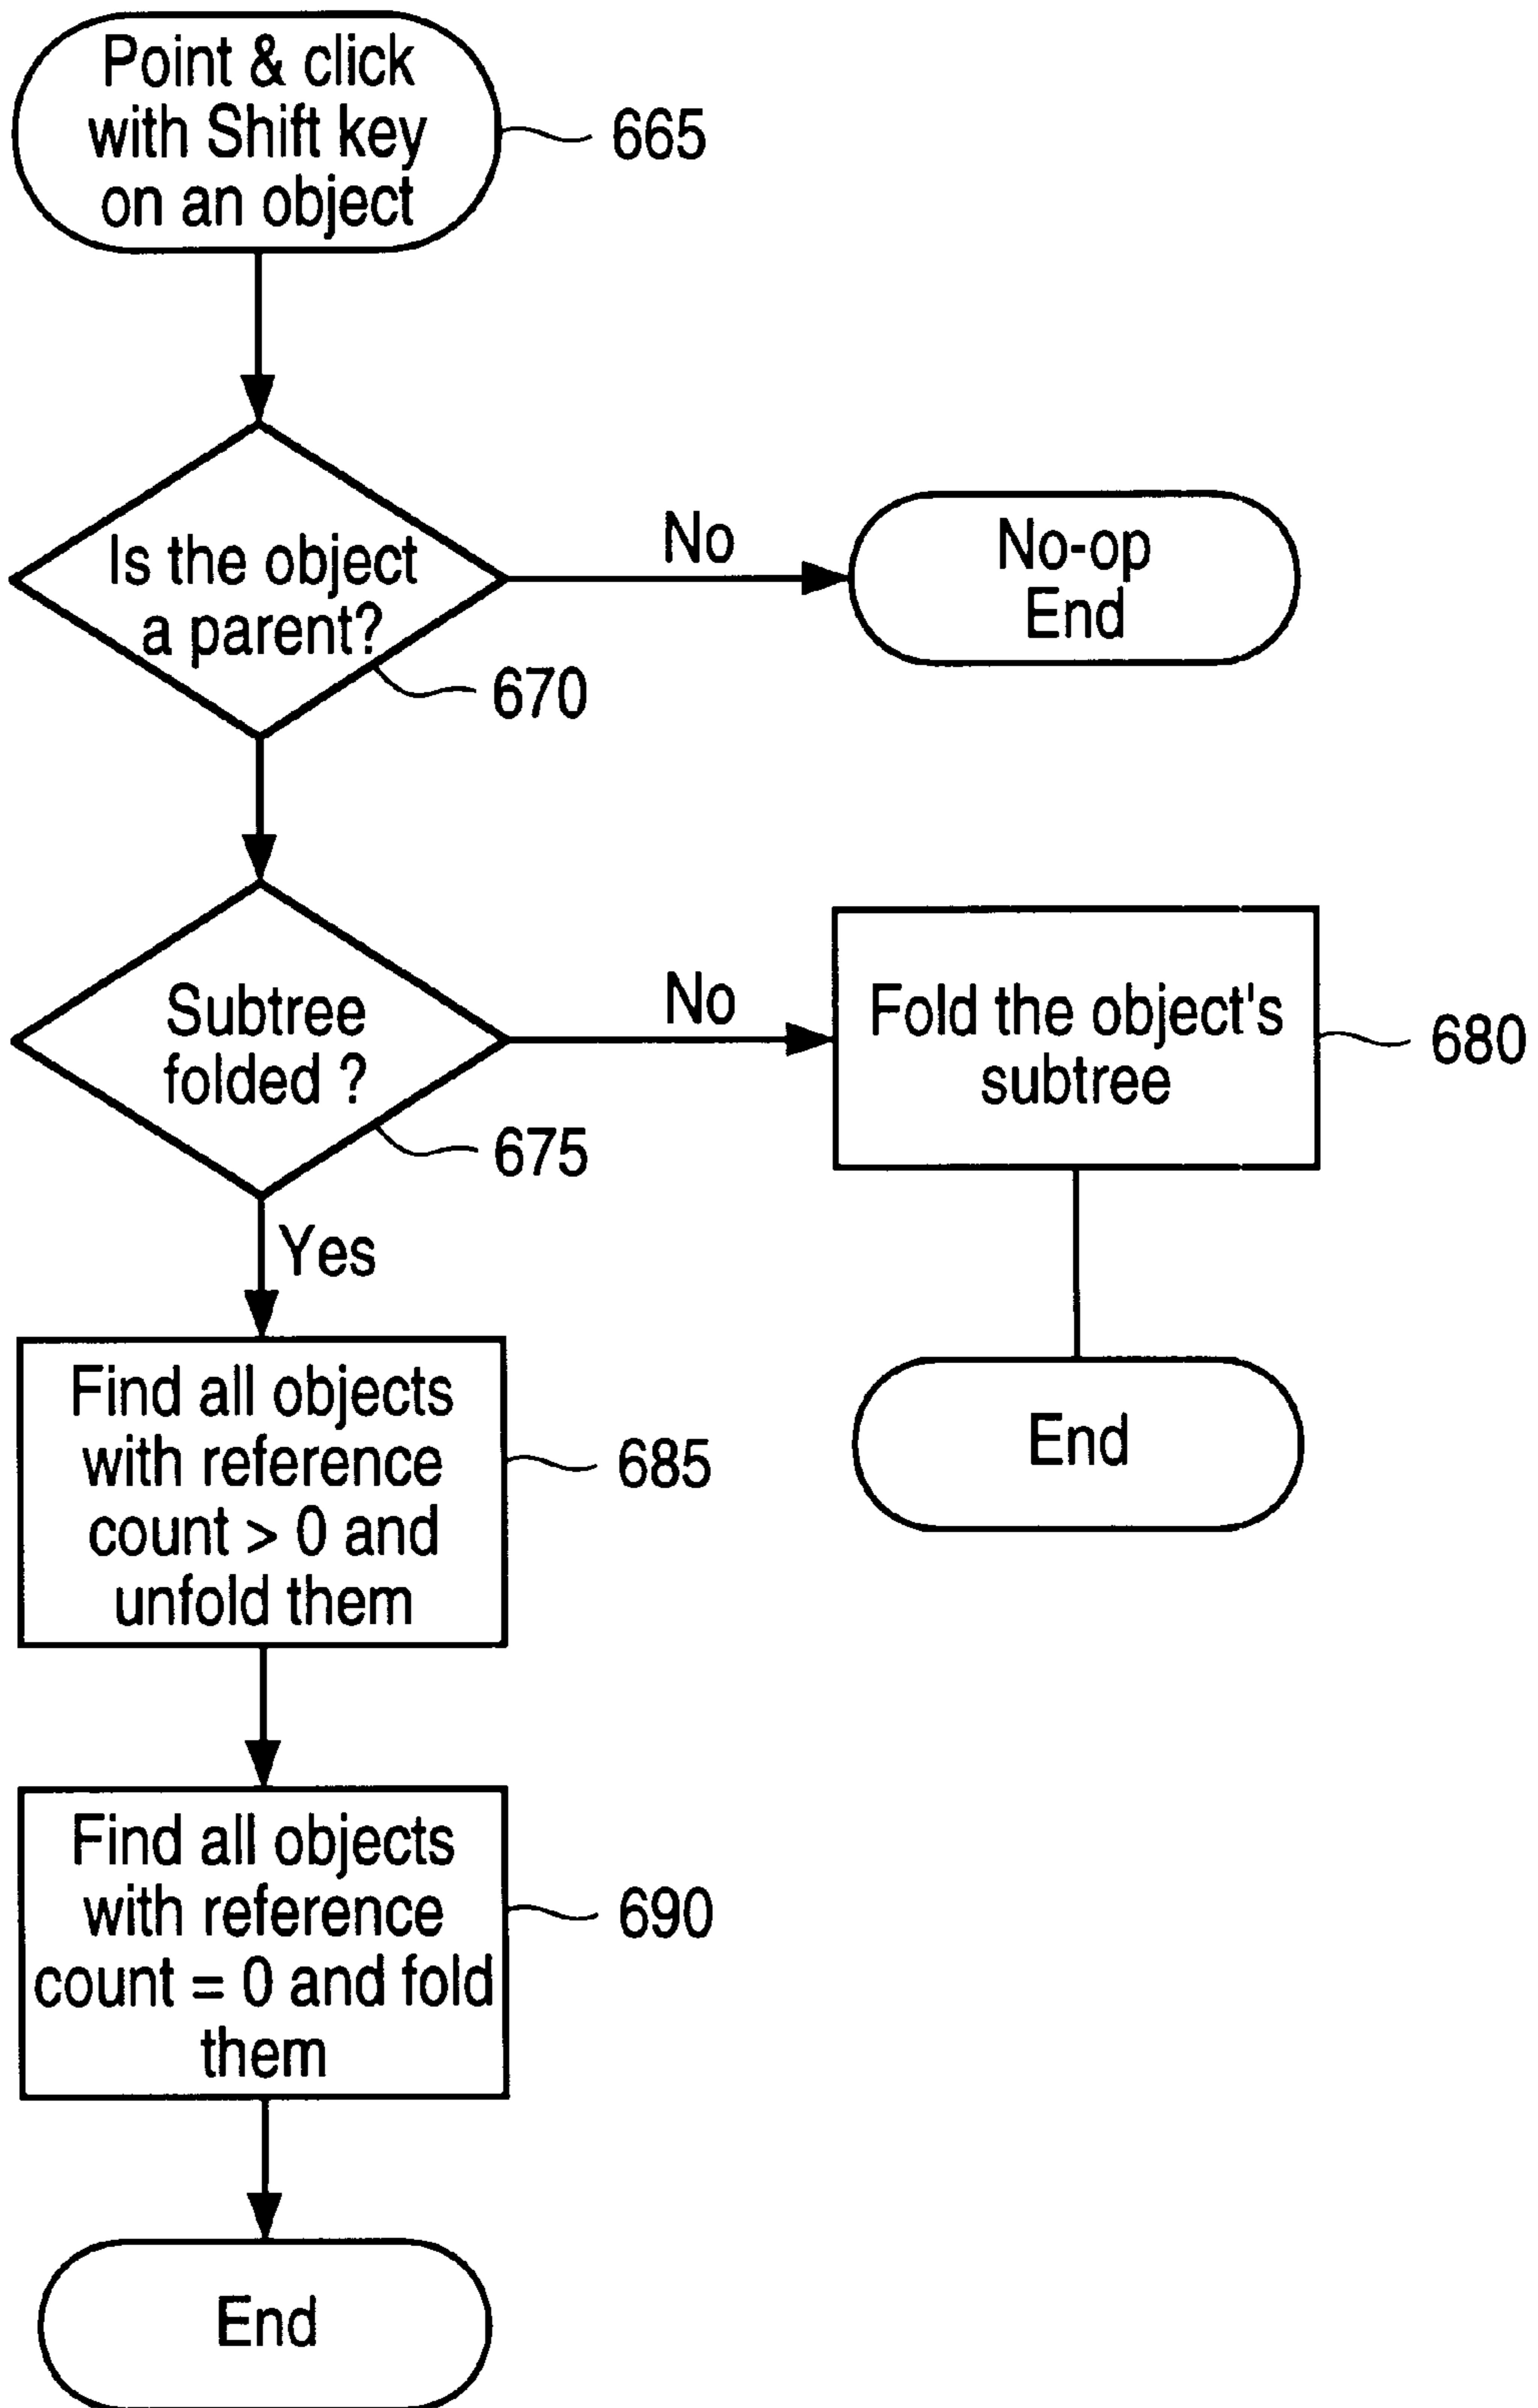 Point & click
with Shift key
on an object
665
Is the object
a parent?
670
No
No-op
End
Subtree
folded ?
675
No
Fold the object's
subtree
680
End
Yes
Find all objects
with reference
count > 0 and
unfold them
685
Find all objects
with reference
count = 0 and fold
them
690
End